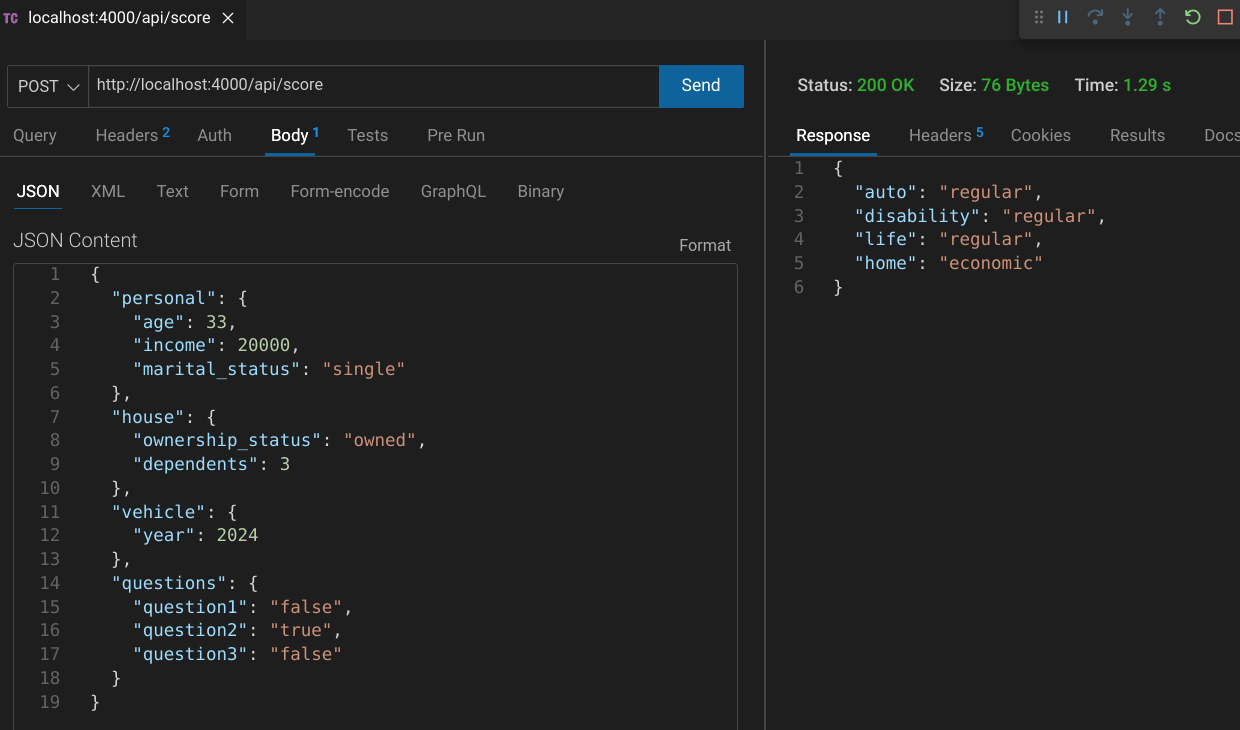 TC localhost:4000/api/score
POST http://localhost:4000/api/score Send
Query Headers 2 Auth Body 1 Tests Pre Run
JSON XML Text Form Form-encode GraphQL Binary
JSON Content
Format
1 {
2 "personal": {
3 "age": 33,
4 "income": 20000,
5 "marital_status": "single"
6 },
7 "house": {
8 "ownership_status": "owned",
9 "dependents": 3
10 },
11 "vehicle": {
12 "year": 2024
13 },
14 "questions": {
15 "question1": "false",
16 "question2": "true",
17 "question3": "false"
18 }
19 }
Status: 200 OK Size: 76 Bytes Time: 1.29 s
Response Headers 5 Cookies Results Docs
1 {
2 "auto": "regular",
3 "disability": "regular",
4 "life": "regular",
5 "home": "economic"
6 }